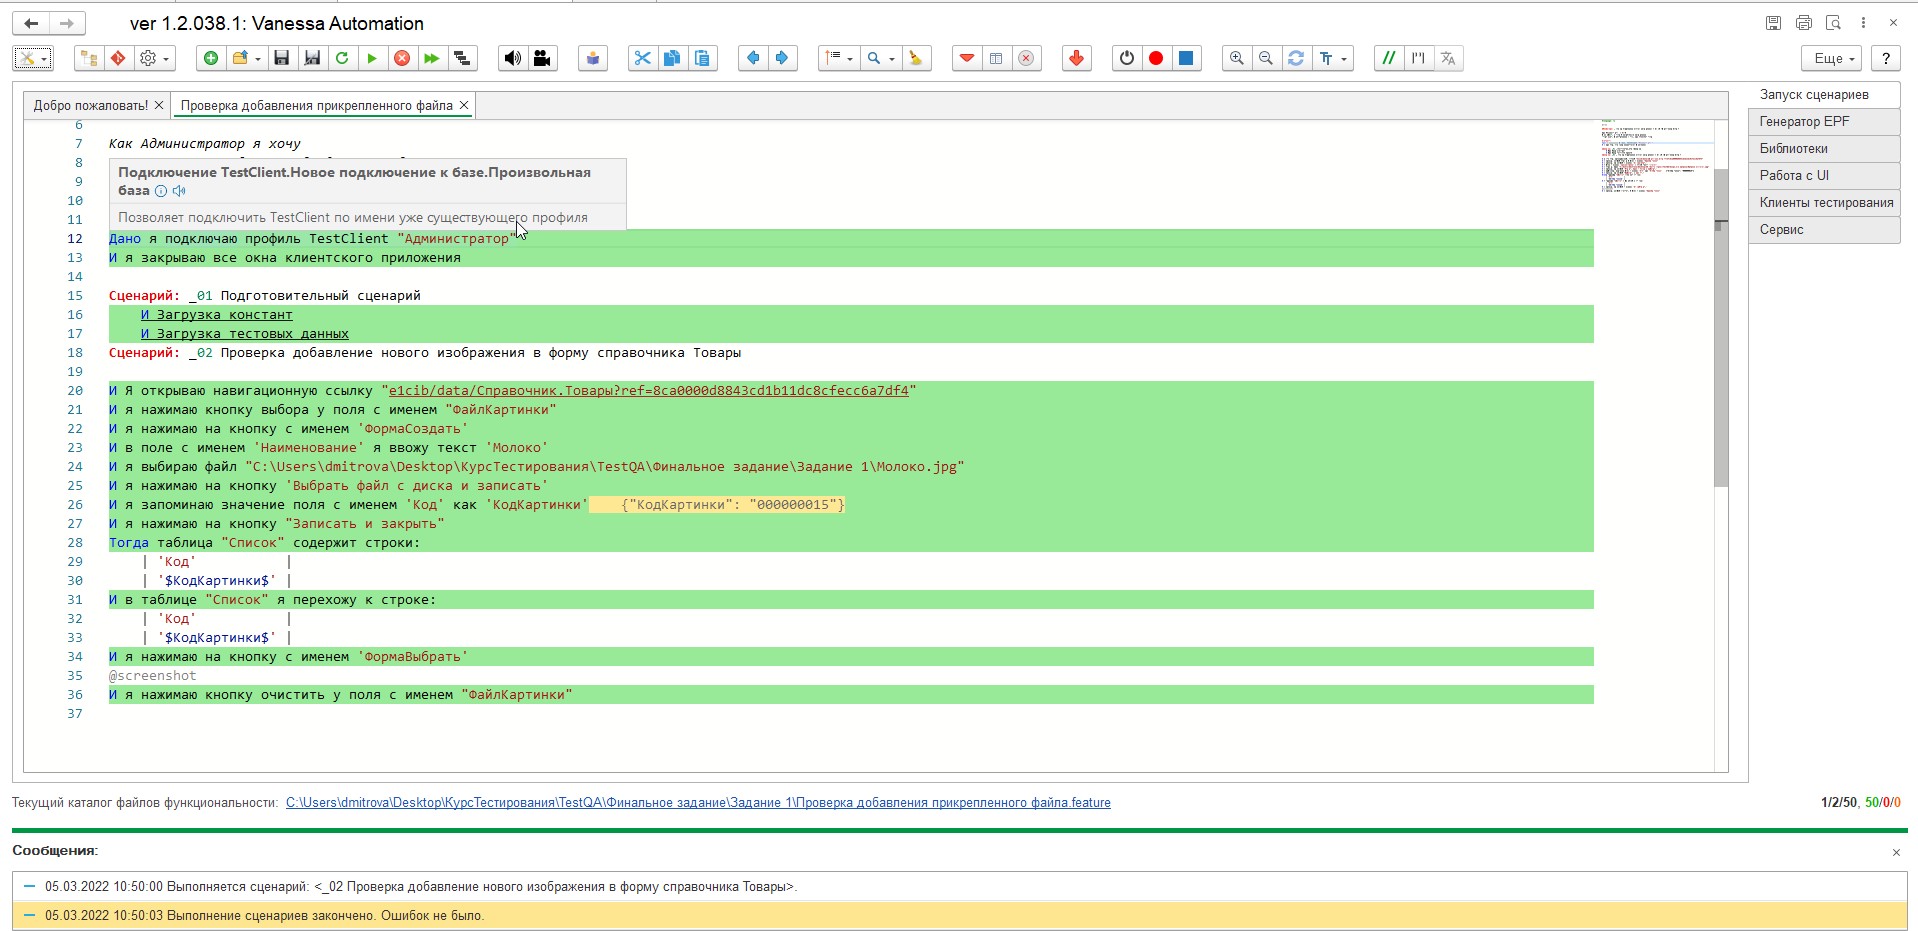 ver 1.2.038.1: Vanessa Automation
Еще
?
Добро пожаловать!
Проверка добавления прикрепленного файла
Запуск сценариев
Генератор EPF
Библиотеки
Работа с UI
Клиенты тестирования
Сервис
6
7 Как Администратор я хочу
8
Подключение TestClient.Новое подключение к базе.Произвольная
база
9
10
Позволяет подключить TestClient по имени уже существующего профиля
11
12 Дано я подключаю профиль TestClient "Администратор"
13 И я закрываю все окна клиентского приложения
14
15 Сценарий: _01 Подготовительный сценарий
16 И Загрузка констант
17 И Загрузка тестовых данных
18 Сценарий: _02 Проверка добавление нового изображения в форму справочника Товары
19
20 И Я открываю навигационную ссылку "e1cib/data/Справочник.Товары?ref=8ca0000d8843cd1b11dc8cfecc6a7df4"
21 И я нажимаю кнопку выбора у поля с именем "ФайлКартинки"
22 И я нажимаю на кнопку с именем 'ФормаСоздать'
23 И в поле с именем 'Наименование' я ввожу текст 'Молоко'
24 И я выбираю файл "C:\Users\dmitrova\Desktop\КурсТестирования\TestQA\Финальное задание\Задание 1\Молоко.jpg"
25 И я нажимаю на кнопку 'Выбрать файл с диска и записать'
26 И я запоминаю значение поля с именем 'Код' как 'КодКартинки' {"КодКартинки": "000000015"}
27 И я нажимаю на кнопку "Записать и закрыть"
28 Тогда таблица "Список" содержит строки:
29 | 'Код' |
30 | '$КодКартинки$' |
31 И в таблице "Список" я перехожу к строке:
32 | 'Код' |
33 | '$КодКартинки$' |
34 И я нажимаю на кнопку с именем 'ФормаВыбрать'
35 @screenshot
36 И я нажимаю кнопку очистить у поля с именем "ФайлКартинки"
37
Текущий каталог файлов функциональности: C:\Users\dmitrova\Desktop\КурсТестирования\TestQA\Финальное задание\Задание 1\Проверка добавления прикрепленного файла.feature
1/2/50, 50/0/0
Сообщения:
05.03.2022 10:50:00 Выполняется сценарий: <_02 Проверка добавление нового изображения в форму справочника Товары>.
05.03.2022 10:50:03 Выполнение сценариев закончено. Ошибок не было.